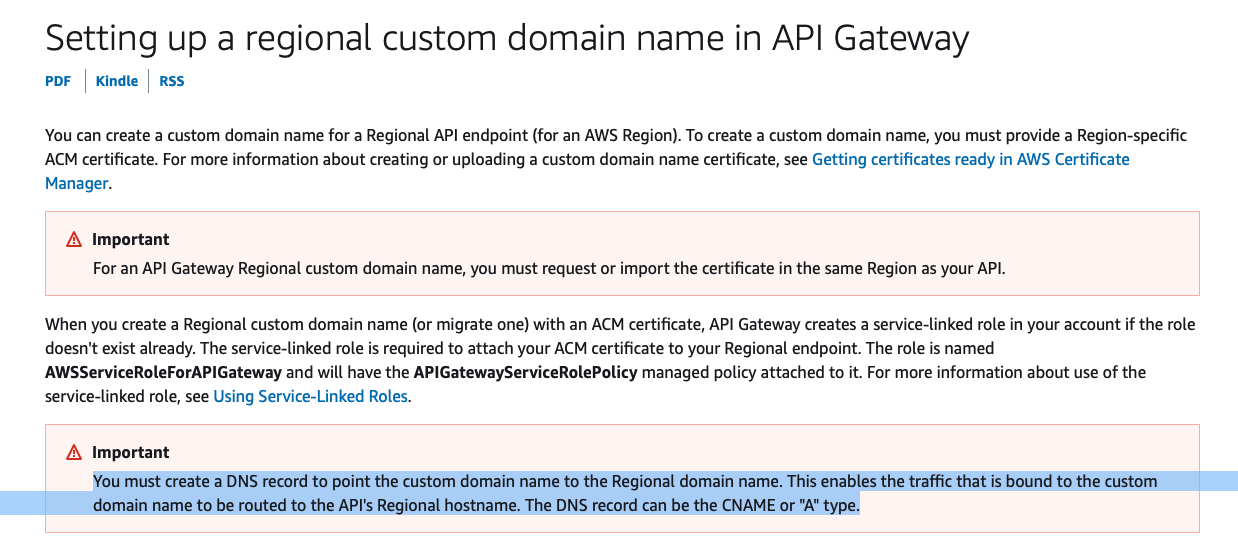 Setting up a regional custom domain name in API Gateway
PDF Kindle RSS
You can create a custom domain name for a Regional API endpoint (for an AWS Region). To create a custom domain name, you must provide a Region-specific
ACM certificate. For more information about creating or uploading a custom domain name certificate, see Getting certificates ready in AWS Certificate
Manager.
Important
For an API Gateway Regional custom domain name, you must request or import the certificate in the same Region as your API.
When you create a Regional custom domain name (or migrate one) with an ACM certificate, API Gateway creates a service-linked role in your account if the role
doesn't exist already. The service-linked role is required to attach your ACM certificate to your Regional endpoint. The role is named
AWSServiceRoleForAPIGateway and will have the APIGatewayServiceRolePolicy managed policy attached to it. For more information about use of the
service-linked role, see Using Service-Linked Roles.
Important
You must create a DNS record to point the custom domain name to the Regional domain name. This enables the traffic that is bound to the custom
domain name to be routed to the API's Regional hostname. The DNS record can be the CNAME or "A" type.